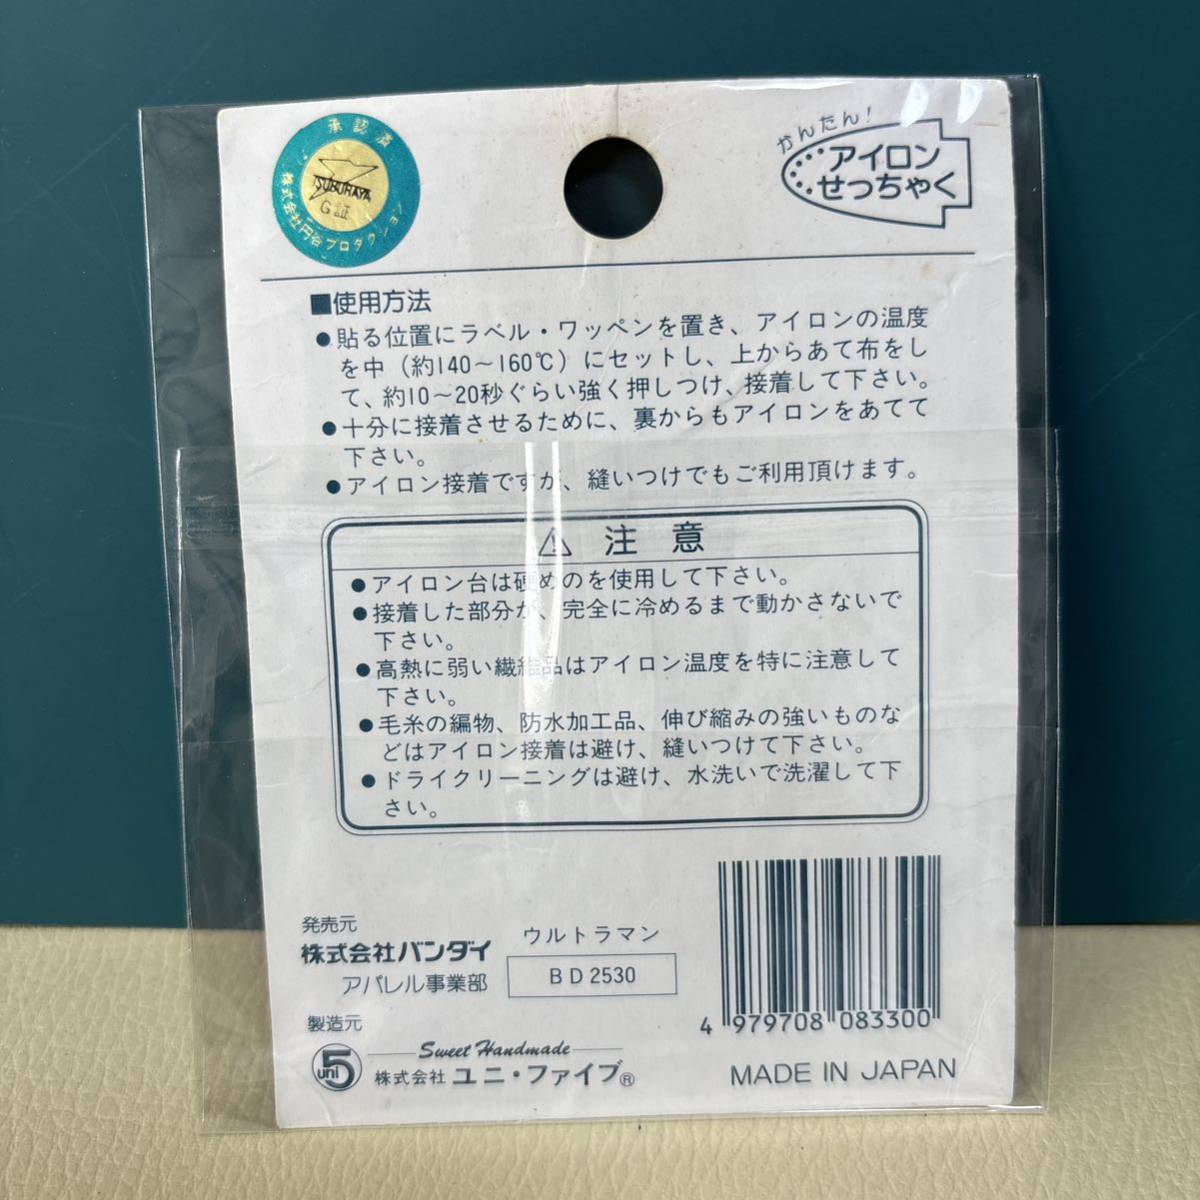 承認済
TSUBURAYA
G証
株式会社円谷プロダクション
かんたん!
アイロン
せっちゃく
■使用方法
●貼る位置にラベル・ワッペンを置き、アイロンの温度
を中(約140〜160℃)にセットし、上からあて布をし
て、約10〜20秒ぐらい強く押しつけ、接着して下さい。
●十分に接着させるために、裏からもアイロンをあてて
下さい。
●アイロン接着ですが、縫いつけでもご利用頂けます。
⚠ 注意
●アイロン台は硬めのを使用して下さい。
●接着した部分が、完全に冷めるまで動かさないで
下さい。
●高熱に弱い繊維品はアイロン温度を特に注意して
下さい。
●毛糸の編物、防水加工品、伸び縮みの強いものな
どはアイロン接着は避け、縫いつけて下さい。
●ドライクリーニングは避け、水洗いで洗濯して下
さい。
発売元
株式会社バンダイ
アパレル事業部
ウルトラマン
BD2530
製造元
5 uni
Sweet Handmade
株式会社ユニ・ファイブ®
4 979708 083300
MADE IN JAPAN